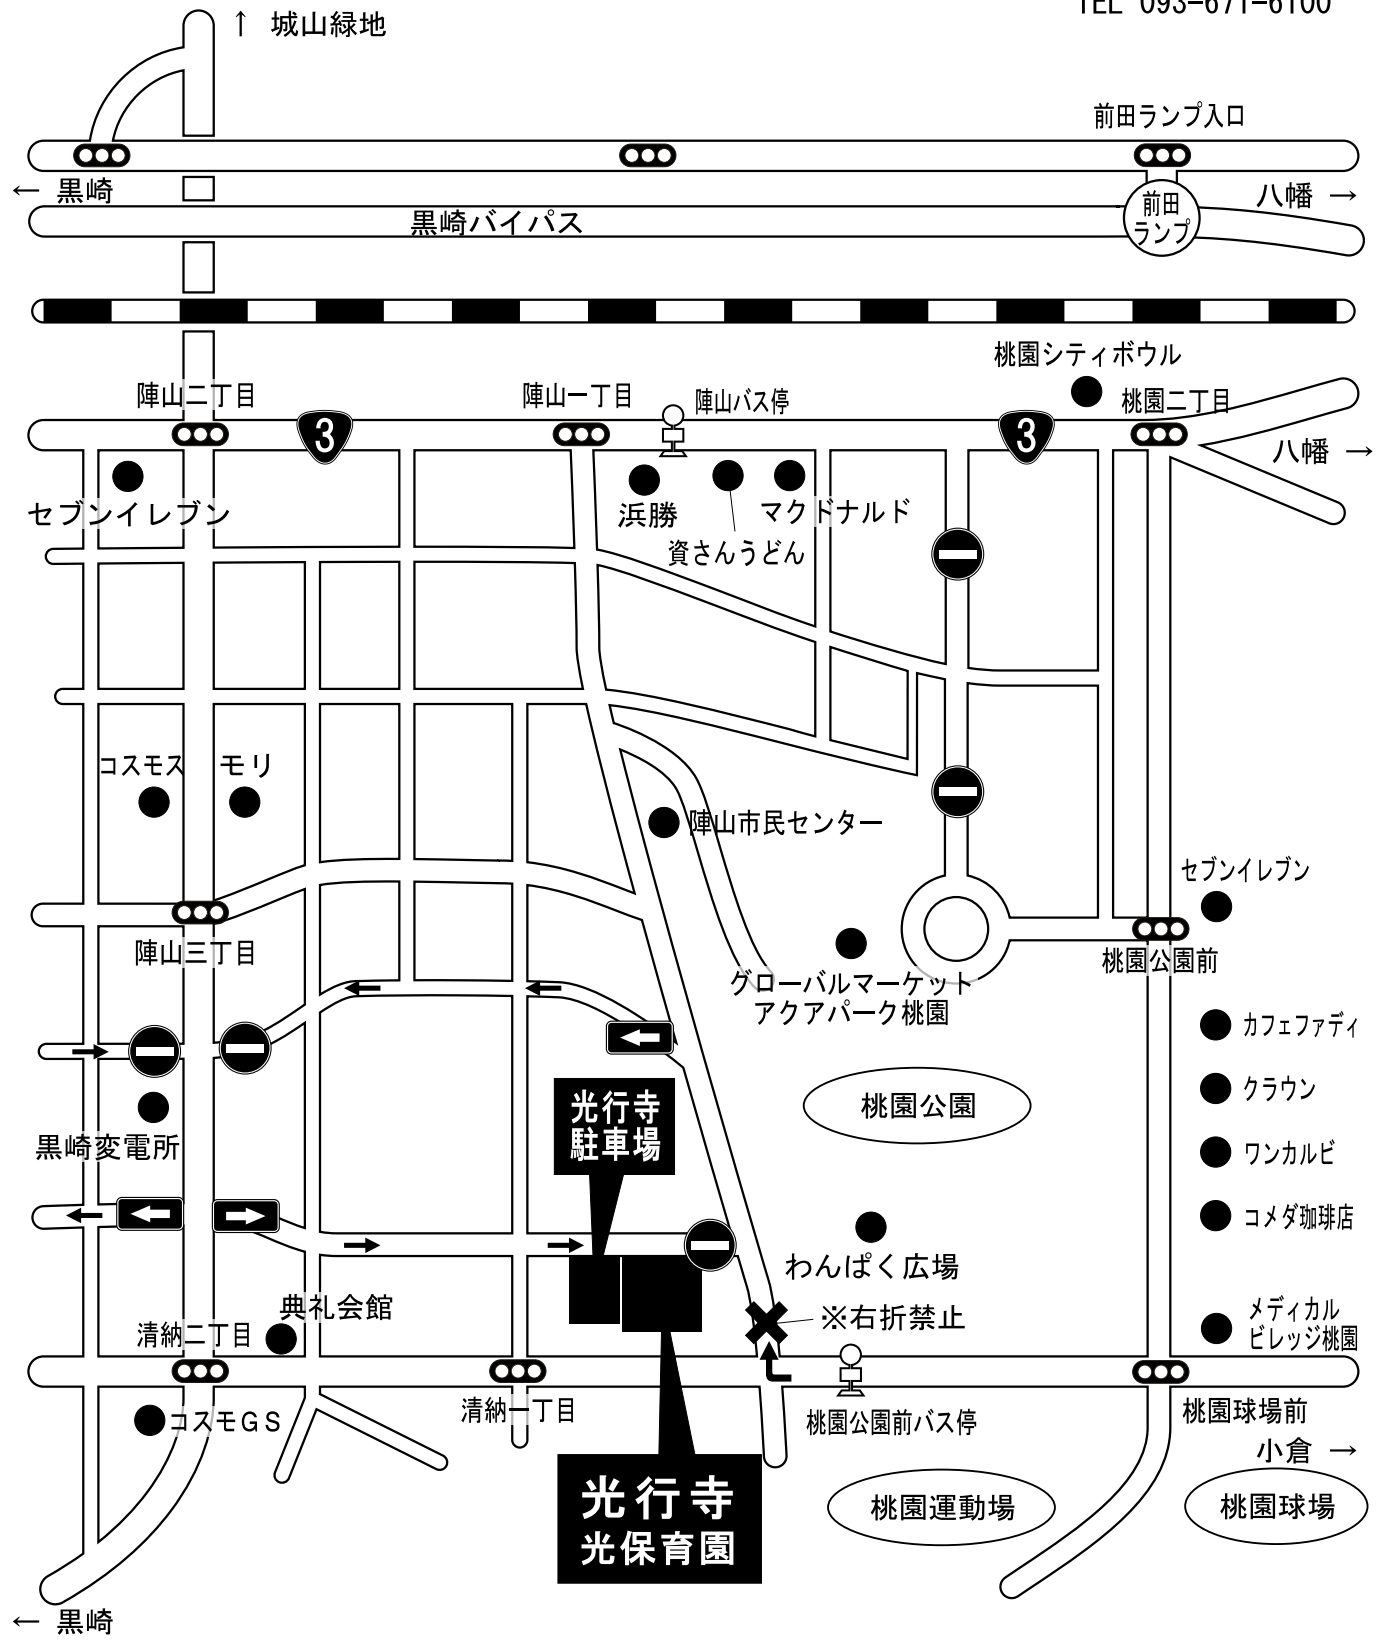 TEL 093-671-6100
↑ 城山緑地
前田ランプ入口
← 黒崎
八幡 →
黒崎バイパス
前田
ランプ
桃園シティボウル
陣山二丁目
陣山一丁目
陣山バス停
桃園二丁目
3
3
八幡 →
セブンイレブン
浜勝
マクドナルド
資さんうどん
コスモス
モリ
陣山市民センター
セブンイレブン
陣山三丁目
桃園公園前
グローバルマーケット
アクアパーク桃園
カフェファディ
光行寺
駐車場
桃園公園
クラウン
黒崎変電所
ワンカルビ
コメダ珈琲店
わんぱく広場
典礼会館
※右折禁止
清納二丁目
メディカル
ビレッジ桃園
コスモGS
清納一丁目
桃園公園前バス停
桃園球場前
小倉 →
光行寺
光保育園
桃園運動場
桃園球場
← 黒崎